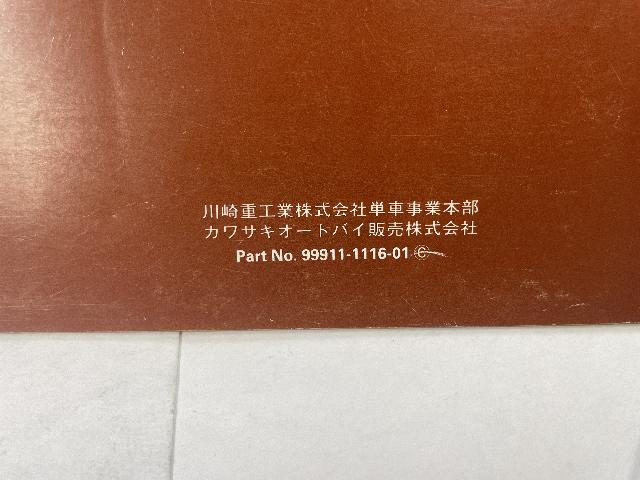 川崎重工業株式会社単車事業本部
カワサキオートバイ販売株式会社
Part No. 99911-1116-01 Ⓒ